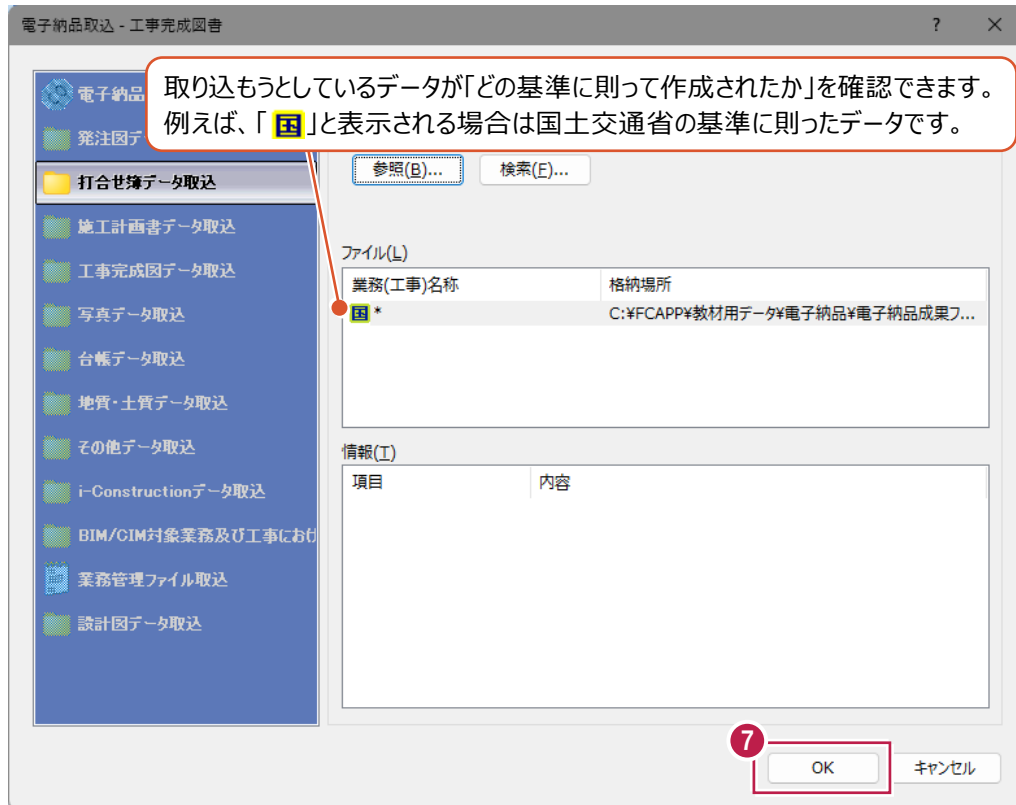 電子納品取込 - 工事完成図書
取り込もうとしているデータが「どの基準に則って作成されたか」を確認できます。
例えば、「国」と表示される場合は国土交通省の基準に則ったデータです。
電子納品
発注図デ
打合せ簿データ取込
施工計画書データ取込
工事完成図データ取込
写真データ取込
台帳データ取込
地質・土質データ取込
その他データ取込
i-Constructionデータ取込
BIM/CIM対象業務及び工事におけ
業務管理ファイル取込
設計図データ取込
参照(B)... 検索(F)...
ファイル(L)
業務(工事)名称 格納場所
国 * C:¥FCAPP¥教材用データ¥電子納品¥電子納品成果フ...
情報(T)
項目 内容
7
OK キャンセル